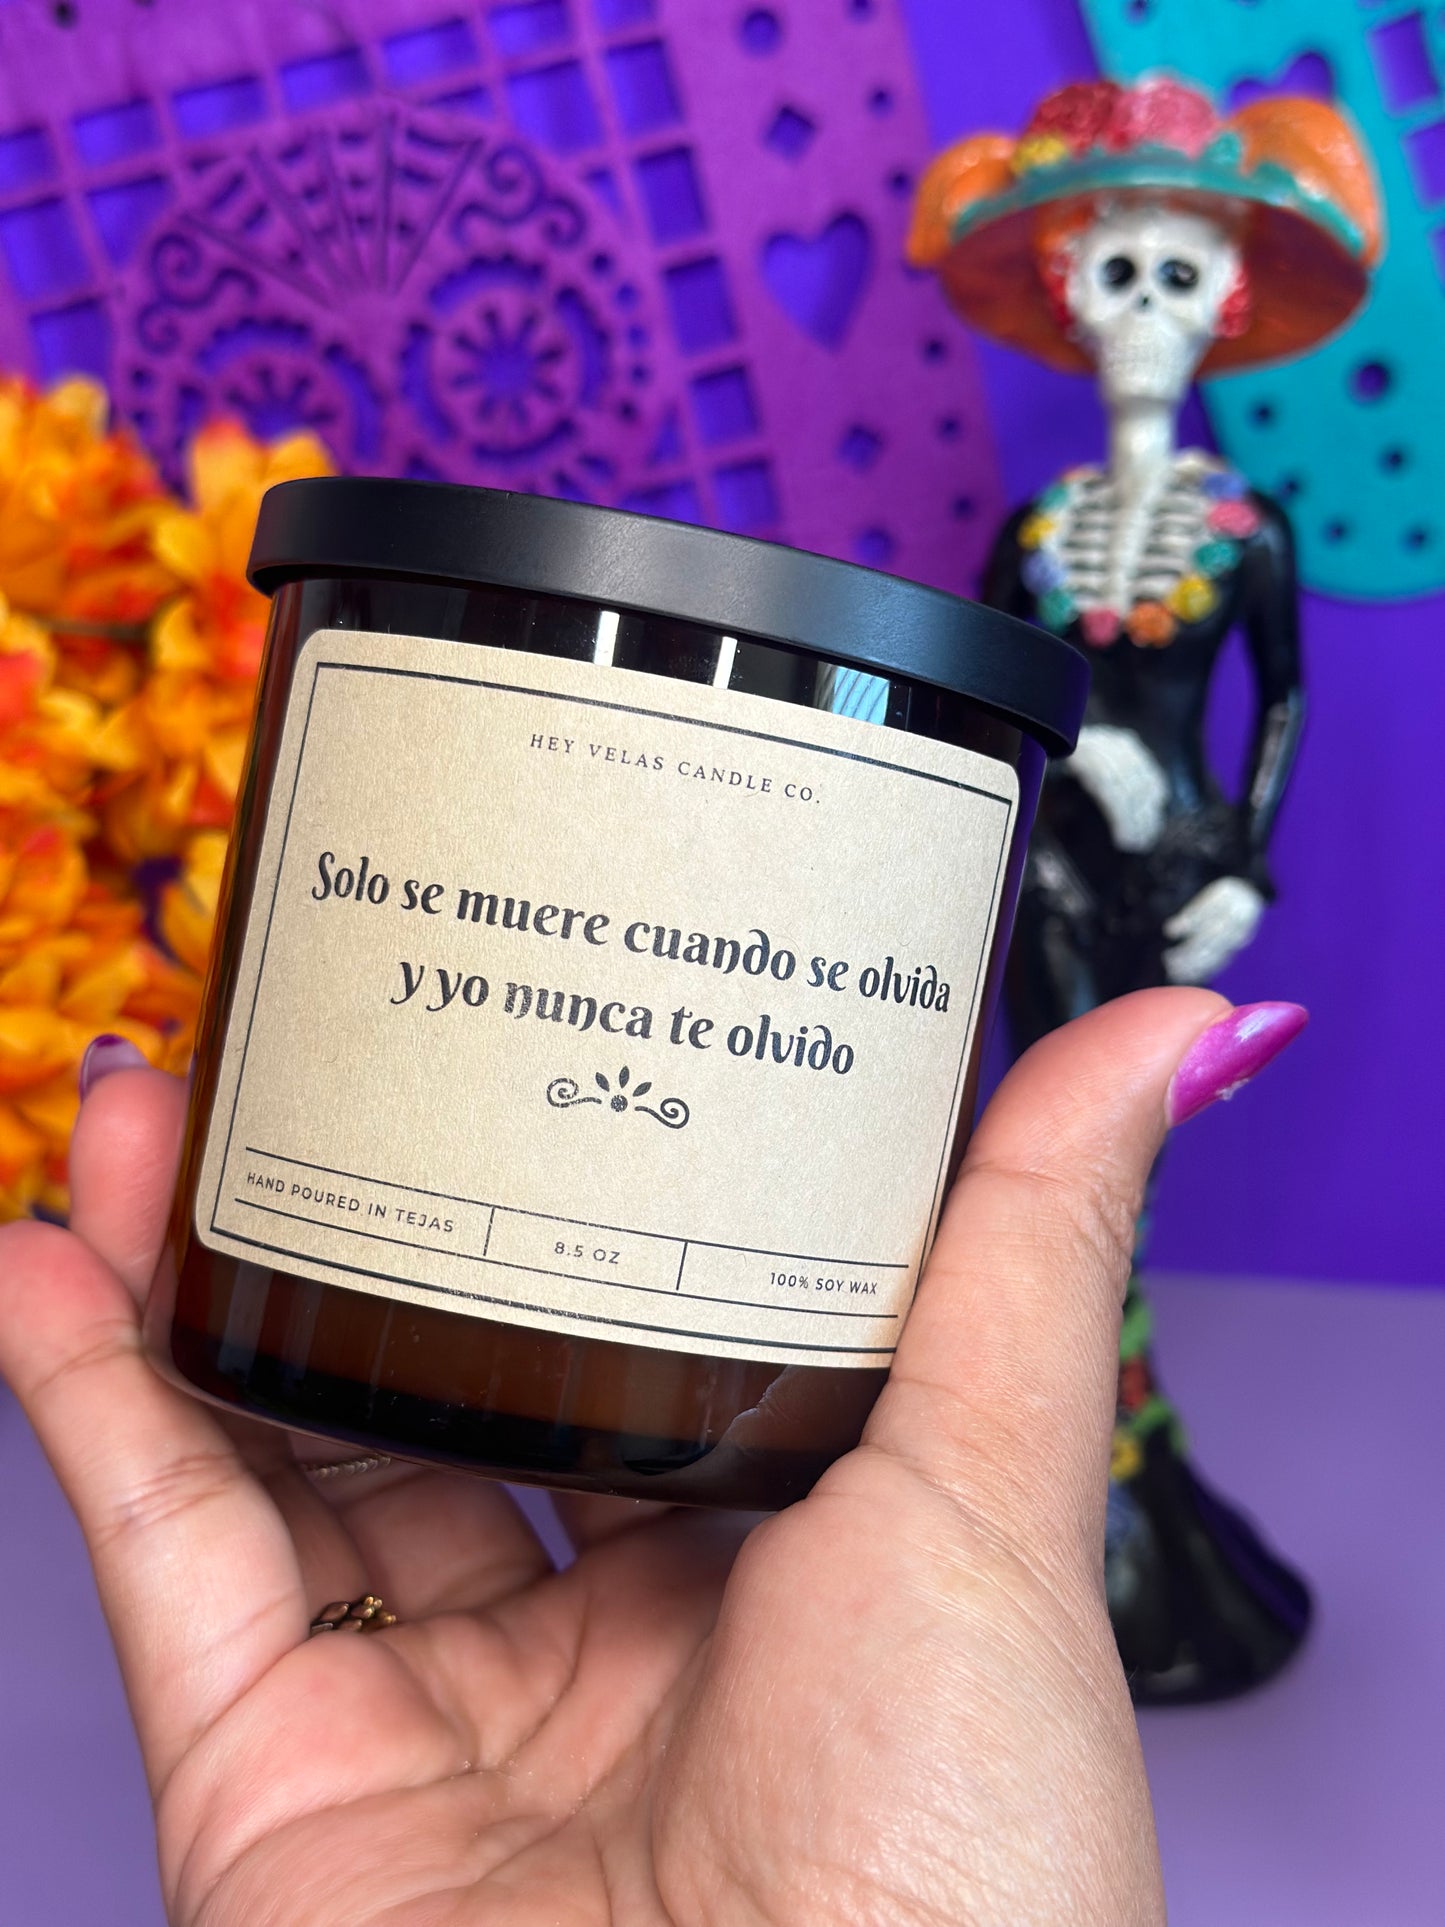 HEY VELAS CANDLE CO.
Solo se muere cuando se olvida
y yo nunca te olvido
HAND POURED IN TEJAS
8.5 OZ
100% SOY WAX